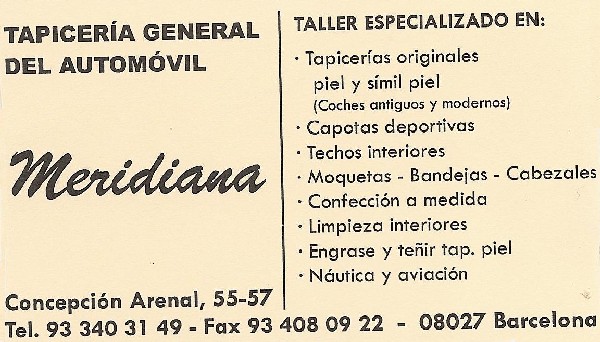 TAPICERÍA GENERAL
DEL AUTOMÓVIL
Meridiana
TALLER ESPECIALIZADO EN:
· Tapicerías originales
piel y símil piel
(Coches antiguos y modernos)
· Capotas deportivas
· Techos interiores
· Moquetas - Bandejas - Cabezales
· Confección a medida
· Limpieza interiores
· Engrase y teñir tap. piel
· Náutica y aviación
Concepción Arenal, 55-57
Tel. 93 340 31 49 - Fax 93 408 09 22 - 08027 Barcelona